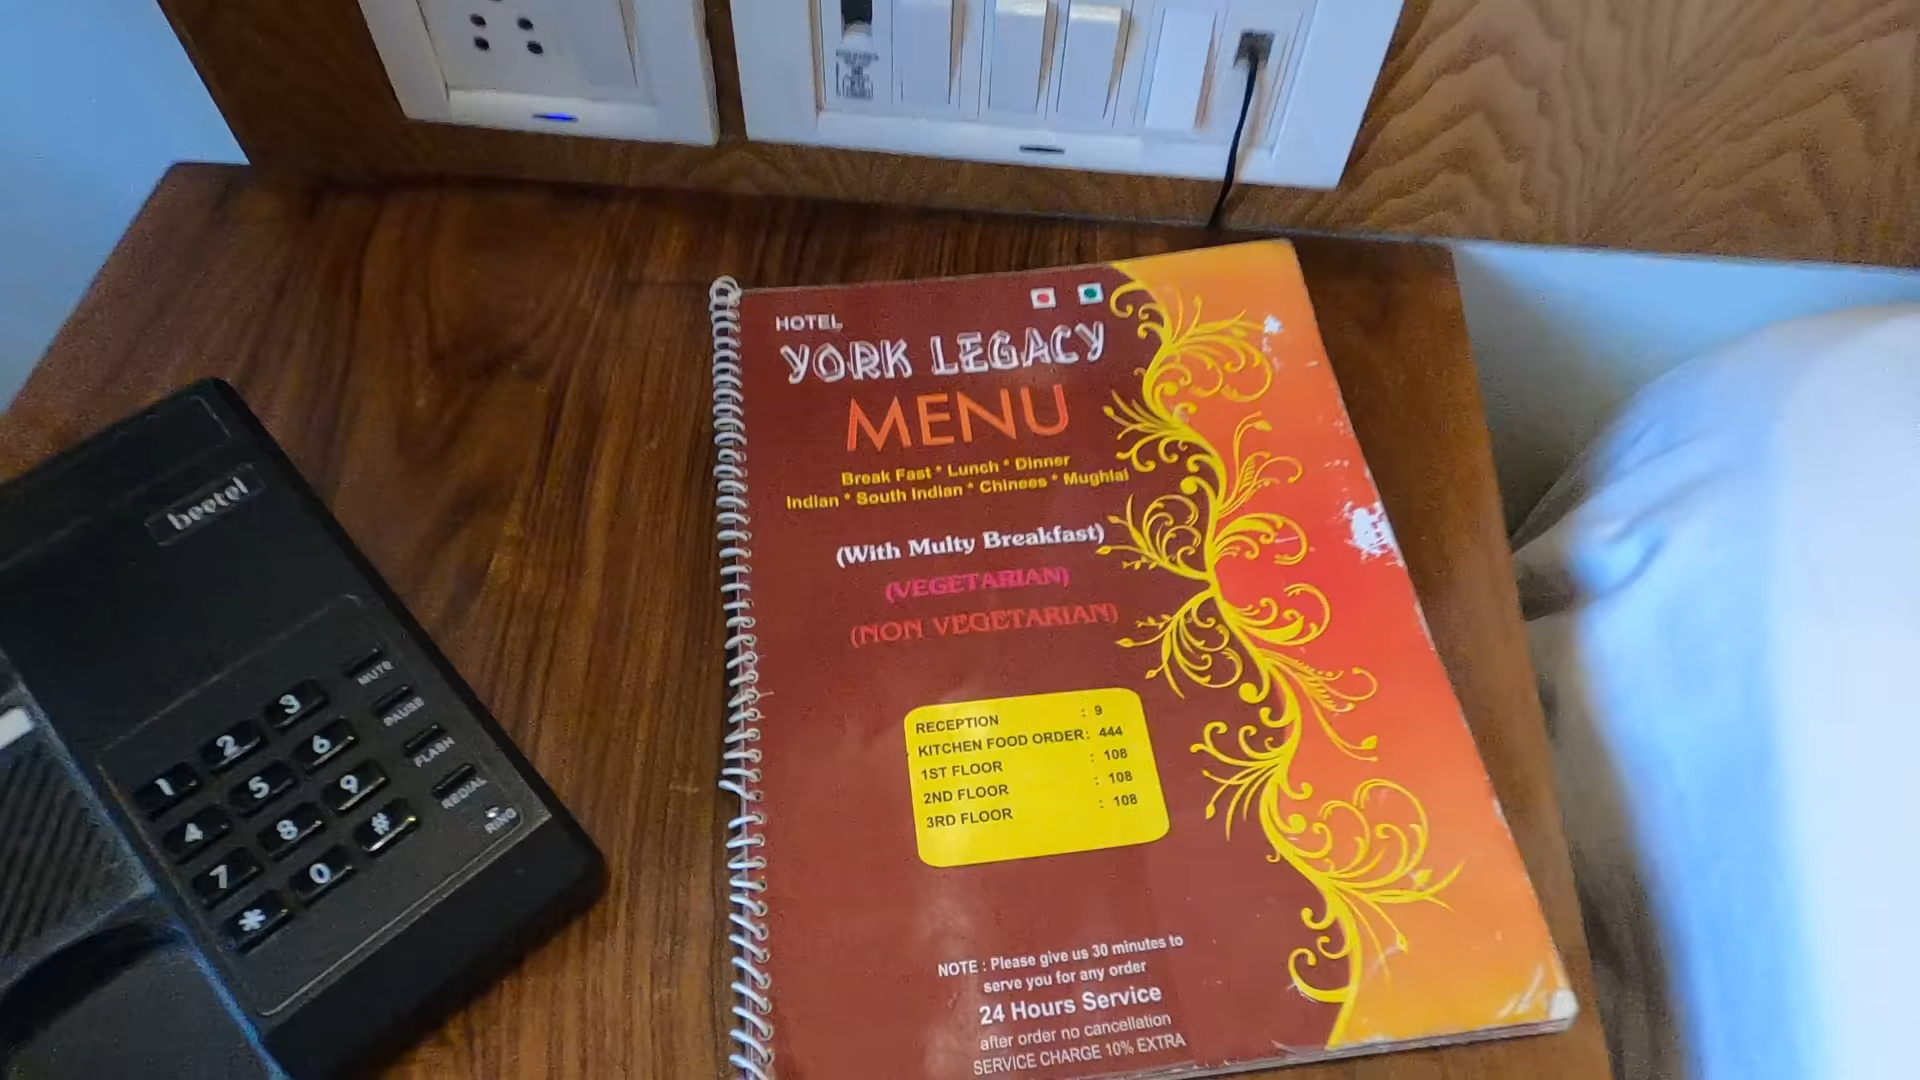 HOTEL
YORK LEGACY
MENU
Break Fast * Lunch * Dinner
Indian * South Indian * Chinees * Mughlai
(With Multy Breakfast)
(VEGETARIAN)
(NON VEGETARIAN)
RECEPTION : 9
KITCHEN FOOD ORDER: 444
1ST FLOOR : 108
2ND FLOOR : 108
3RD FLOOR : 108
NOTE : Please give us 30 minutes to
serve you for any order
24 Hours Service
after order no cancellation
SERVICE CHARGE 10% EXTRA
beetel
1 2 3 MUTE
4 5 6 PAUSE
7 8 9 FLASH
* 0 # REDIAL
RING